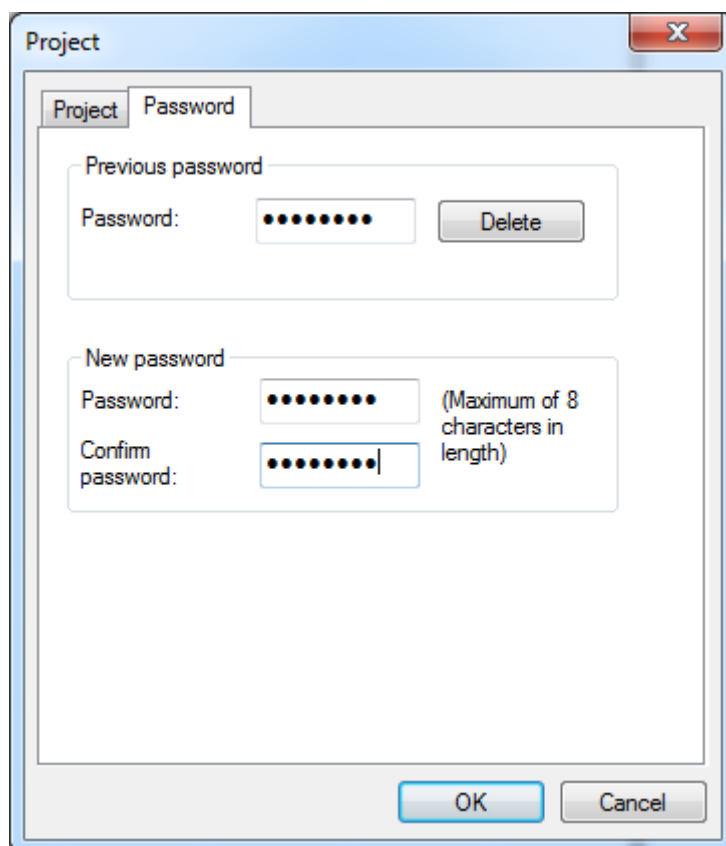 Project
Project
Password
Previous password
Password:
••••••••
Delete
New password
Password:
••••••••
(Maximum of 8
characters in
length)
Confirm
password:
••••••••
OK
Cancel